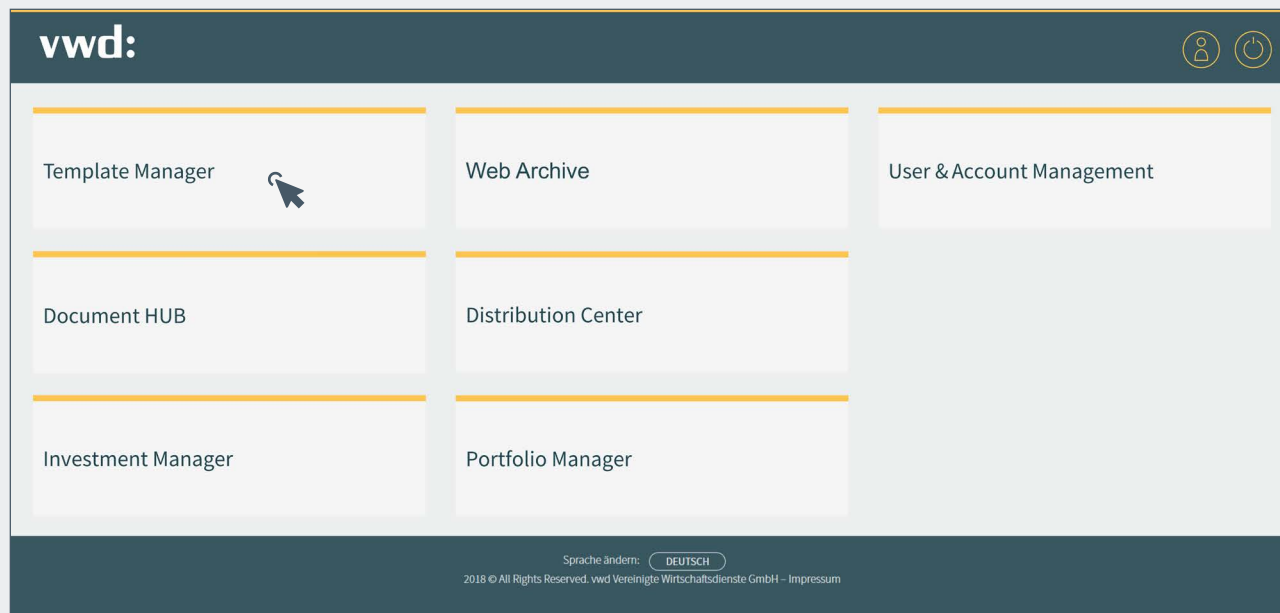 vwd:
Template Manager
Web Archive
User & Account Management
Document HUB
Distribution Center
Investment Manager
Portfolio Manager
Sprache ändern: DEUTSCH
2018 © All Rights Reserved. vwd Vereinigte Wirtschaftsdienste GmbH – Impressum